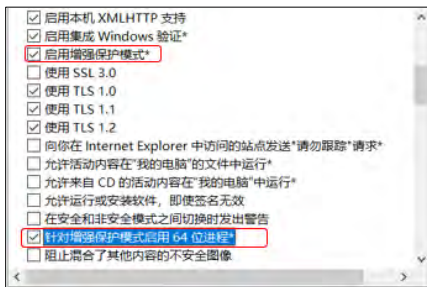 启用本机 XMLHTTP 支持
启用集成 Windows 验证*
启用增强保护模式*
使用 SSL 3.0
使用 TLS 1.0
使用 TLS 1.1
使用 TLS 1.2
向你在 Internet Explorer 中访问的站点发送"请勿跟踪"请求*
允许活动内容在"我的电脑"的文件中运行*
允许来自 CD 的活动内容在"我的电脑"中运行*
允许运行或安装软件，即使签名无效
在安全和非安全模式之间切换时发出警告
针对增强保护模式启用 64 位进程*
阻止混合了其他内容的不安全图像